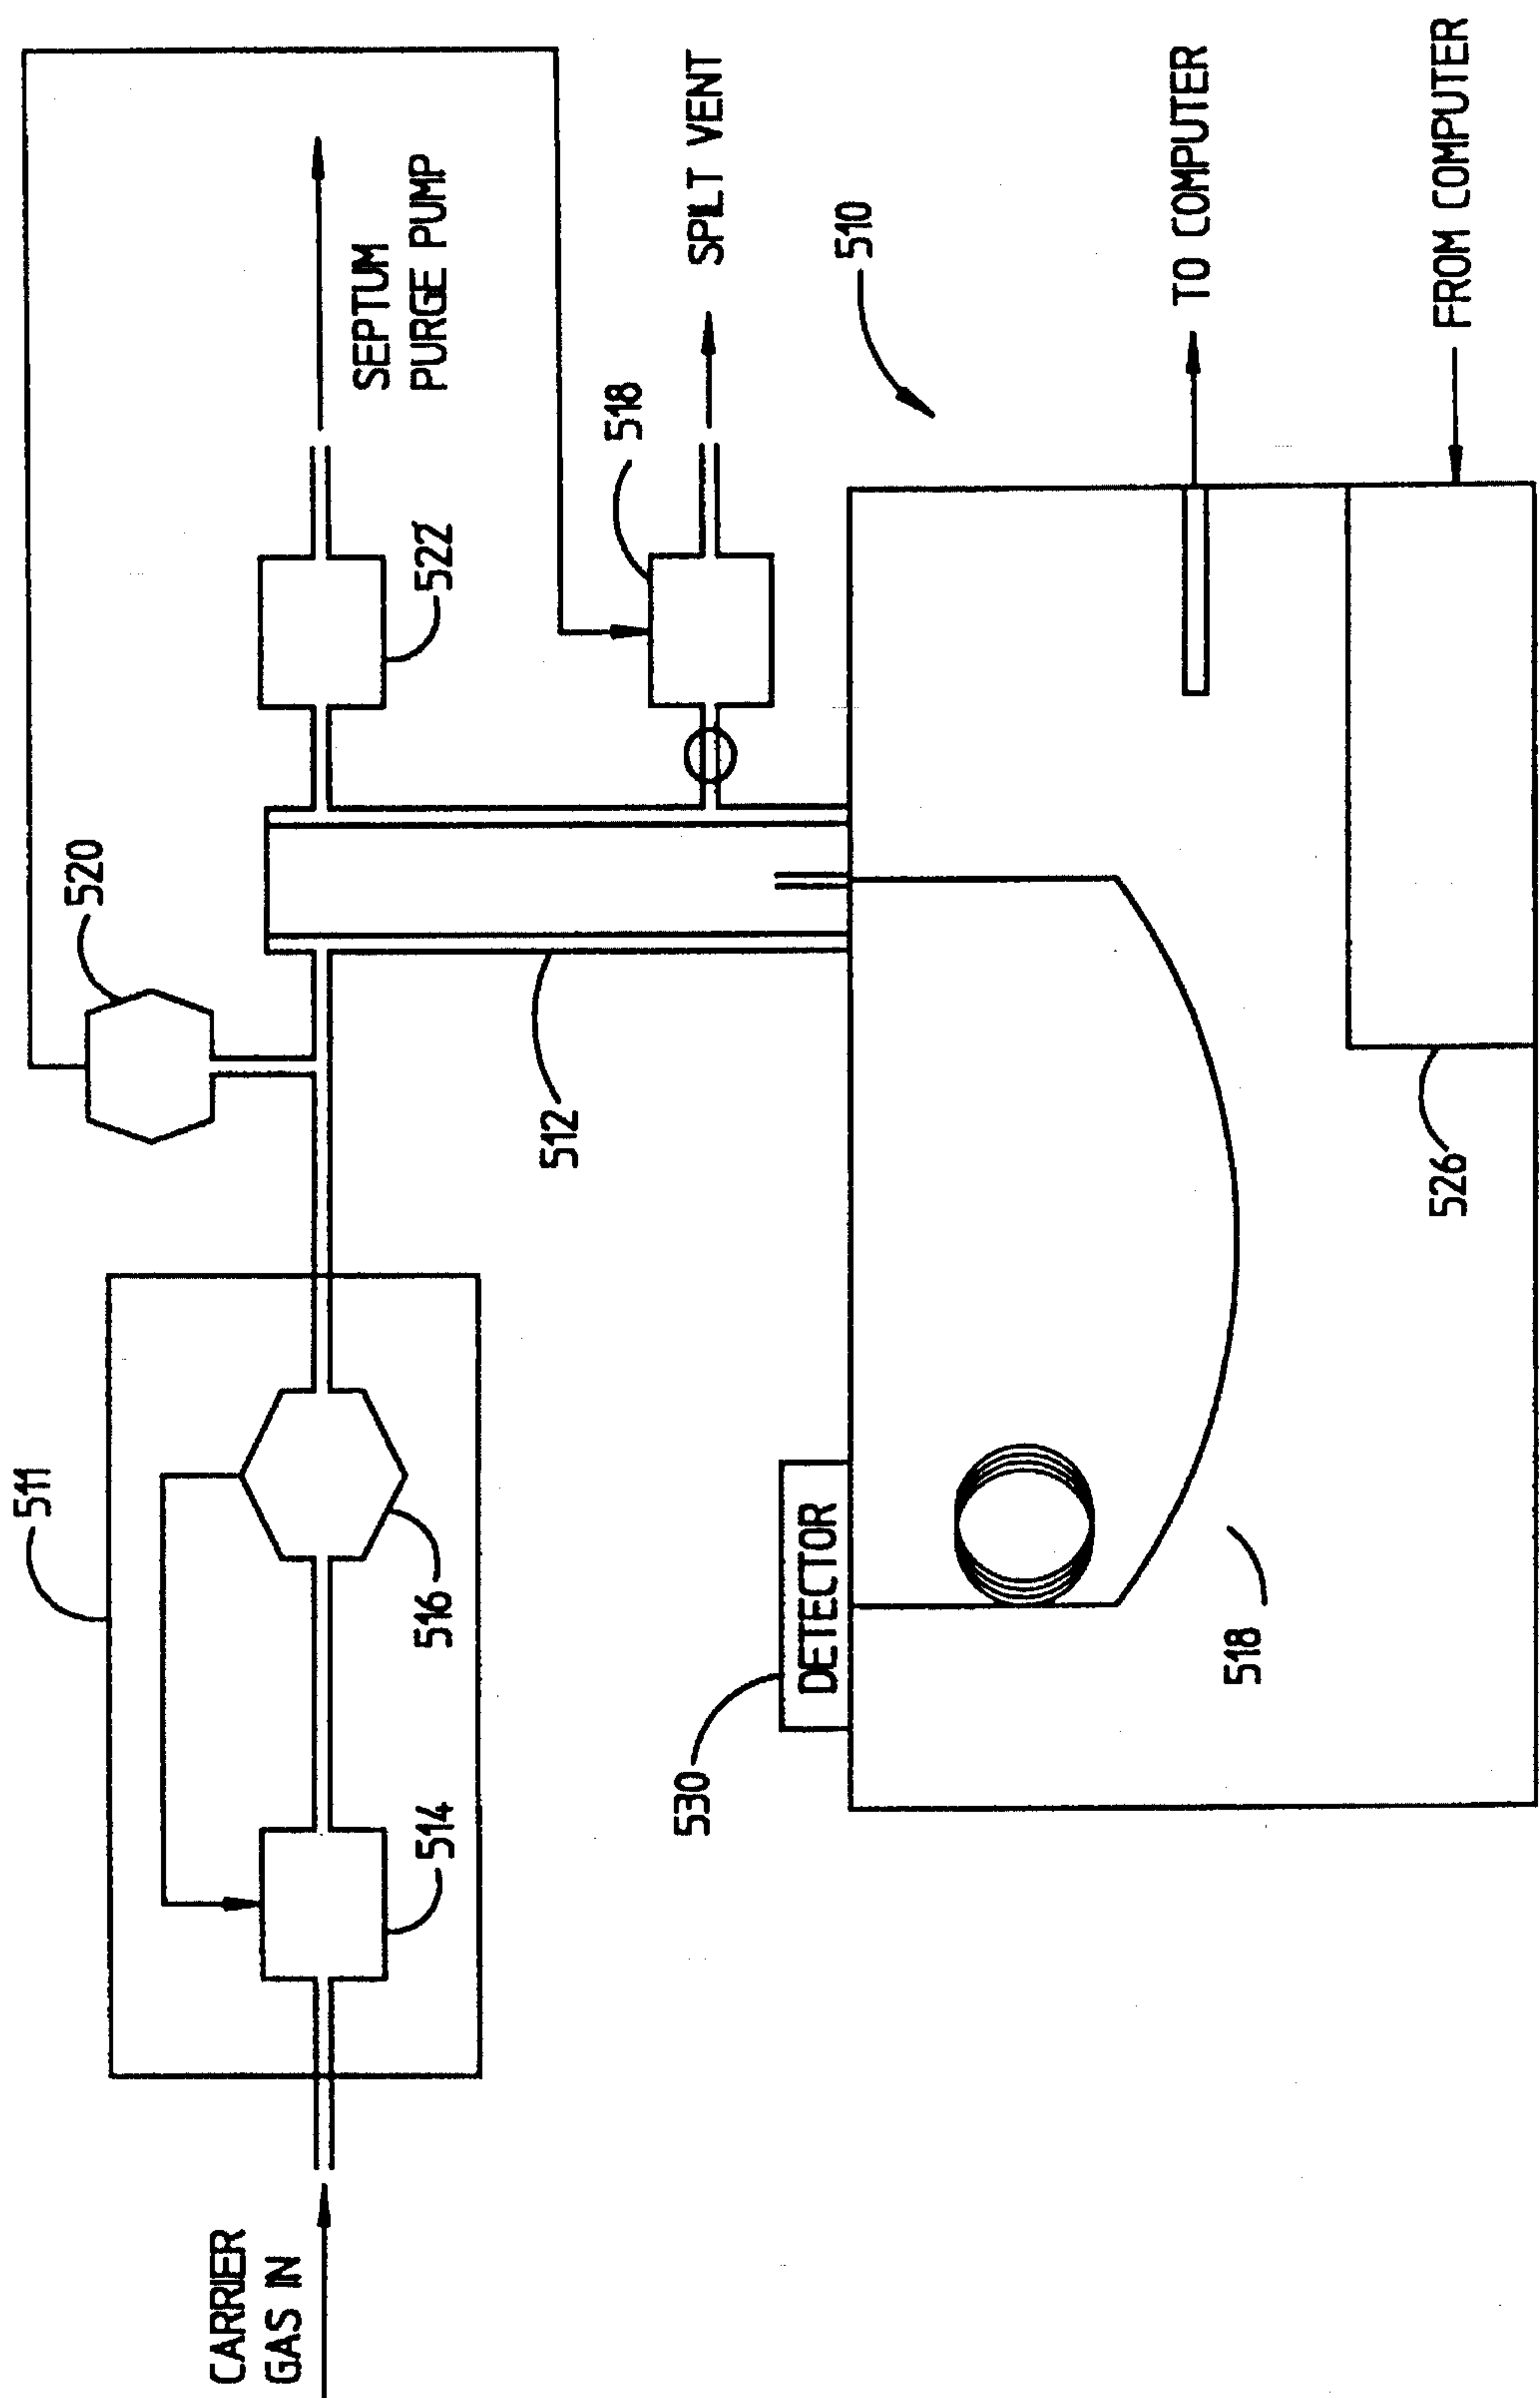 CARRIER
GAS IN
511
514
516
520
512
522
SEPTUM
PURGE PUMP
518
SPILT VENT
510
530
DETECTOR
518
526
TO COMPUTER
FROM COMPUTER